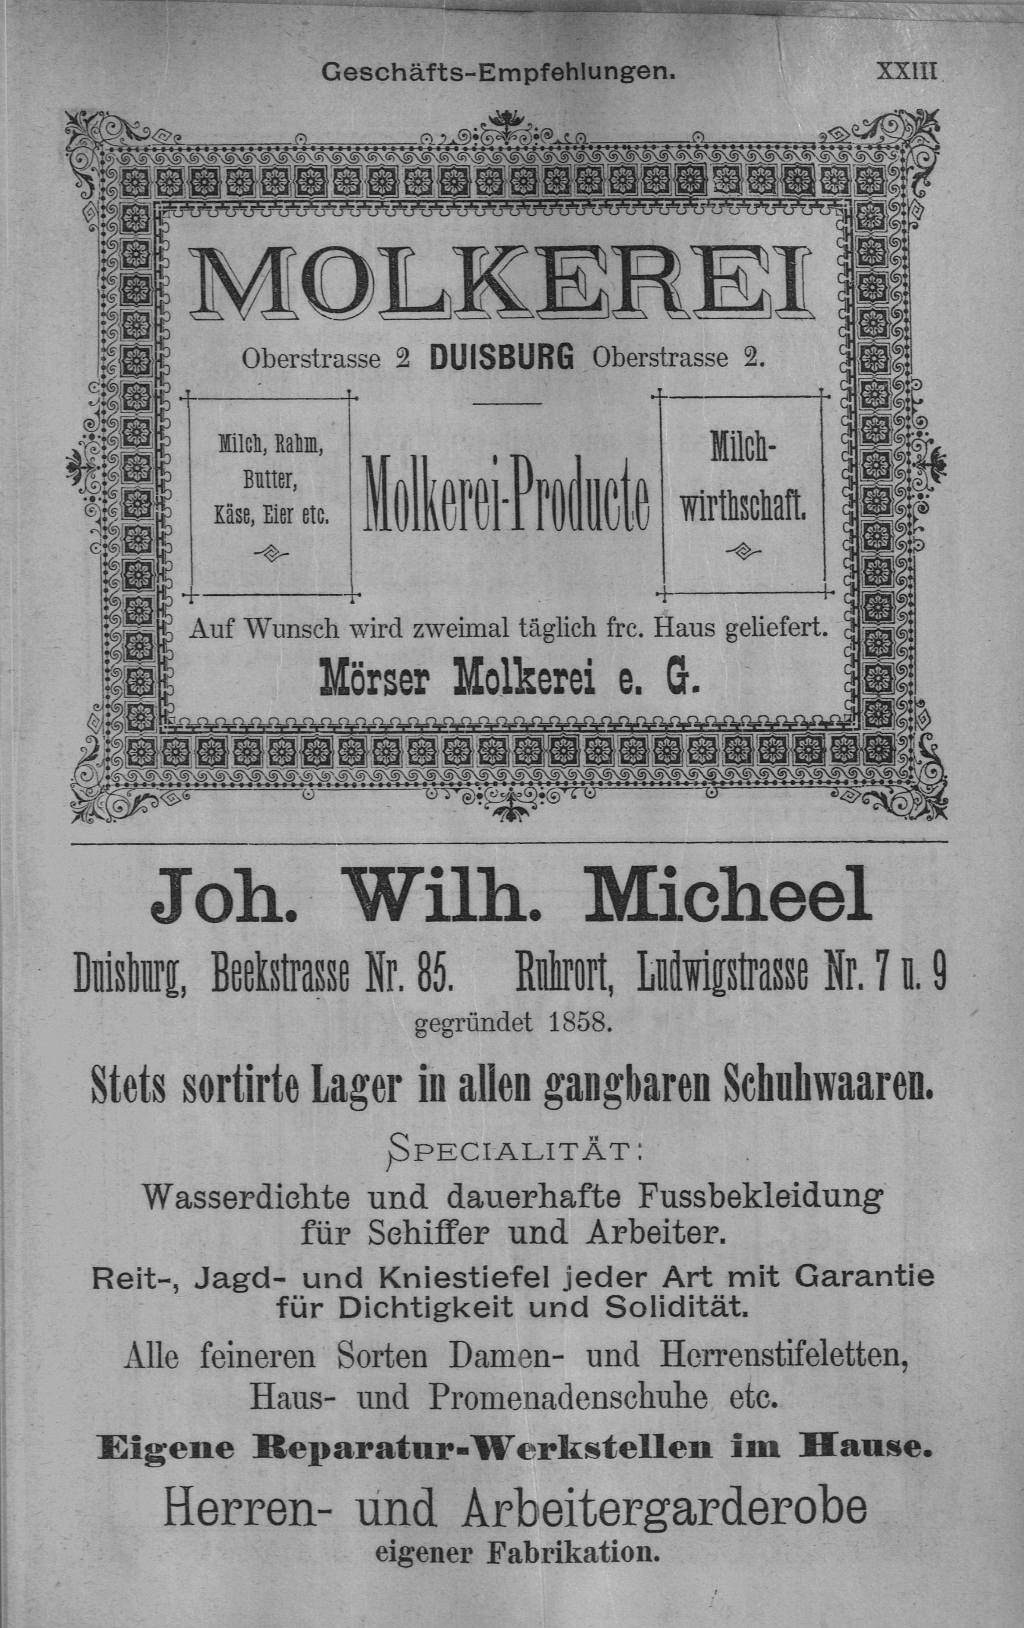 Geschäfts-Empfehlungen. XXIII
MOLKEREI
Oberstrasse 2 DUISBURG Oberstrasse 2.
Milch, Rahm,
Butter,
Käse, Eier etc.
Molkerei-Producte
Milch-
wirthschaft.
Auf Wunsch wird zweimal täglich frc. Haus geliefert.
Mörser Molkerei e. G.
Joh. Wilh. Micheel
Duisburg, Beekstrasse Nr. 85. Ruhrort, Ludwigstrasse Nr. 7 u. 9
gegründet 1858.
Stets sortirte Lager in allen gangbaren Schuhwaaren.
SPECIALITÄT:
Wasserdichte und dauerhafte Fussbekleidung
für Schiffer und Arbeiter.
Reit-, Jagd- und Kniestiefel jeder Art mit Garantie
für Dichtigkeit und Solidität.
Alle feineren Sorten Damen- und Herrenstifeletten,
Haus- und Promenadenschuhe etc.
Eigene Reparatur-Werkstellen im Hause.
Herren- und Arbeitergarderobe
eigener Fabrikation.